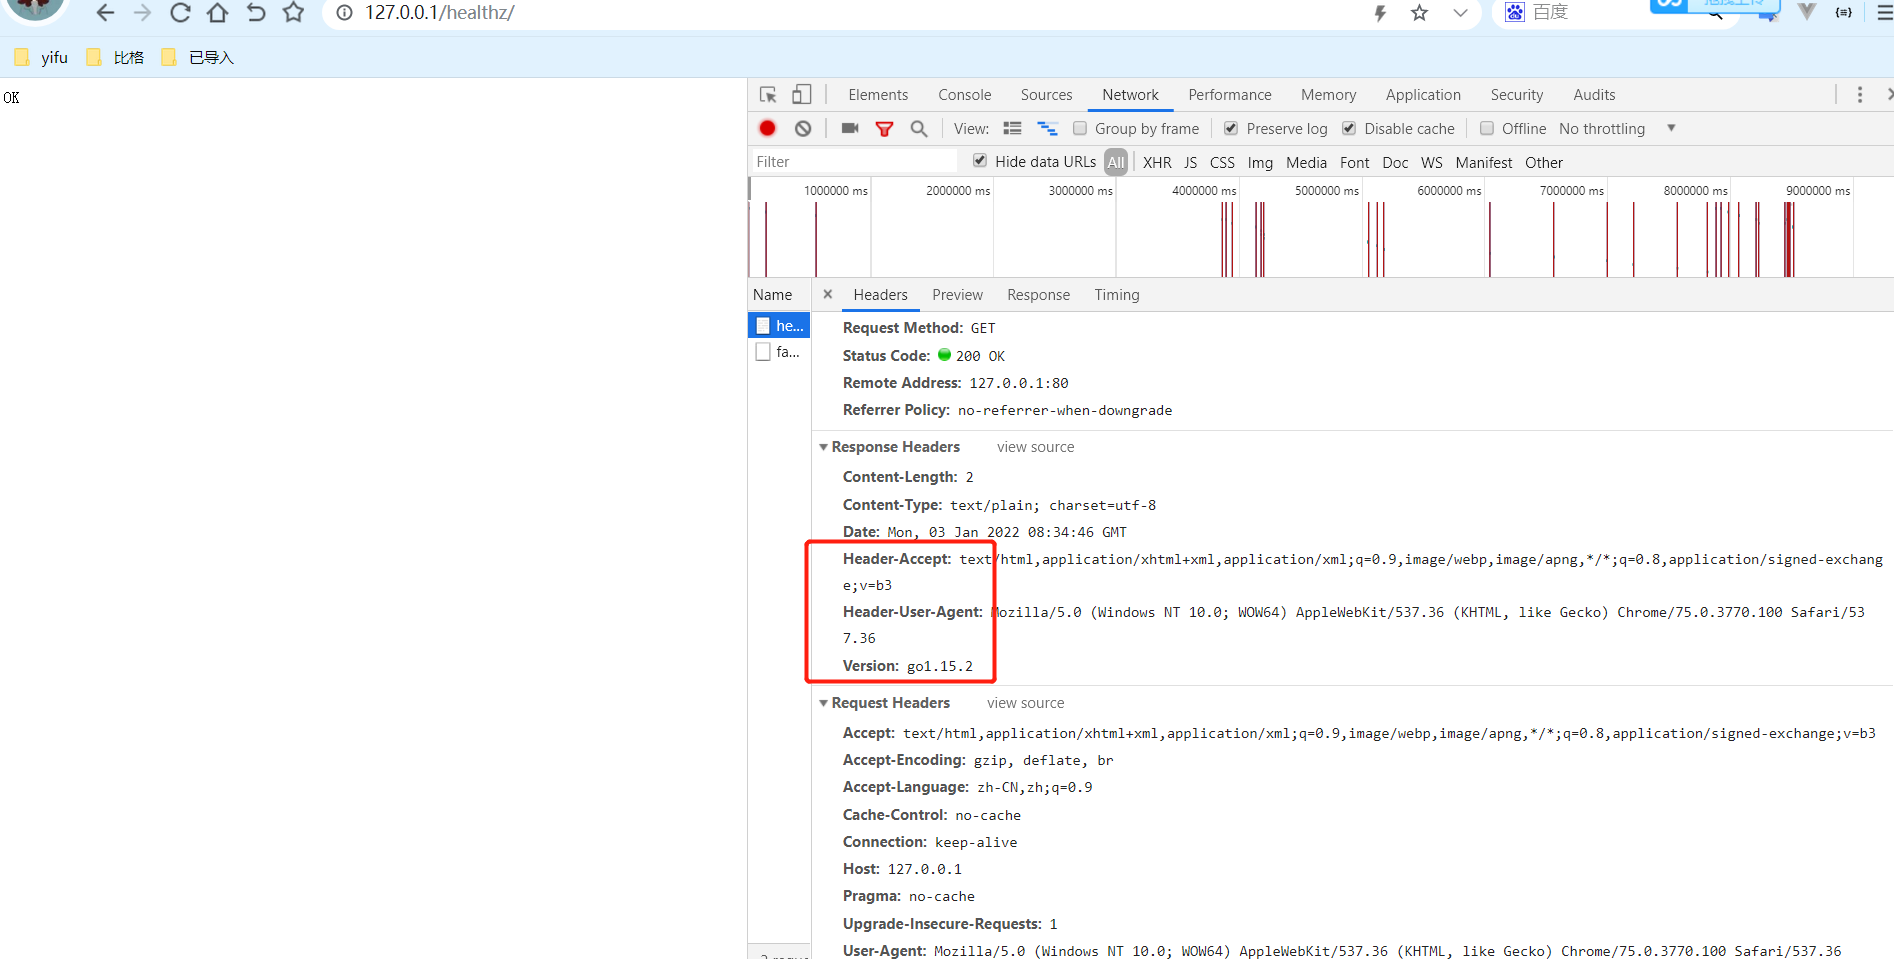 127.0.0.1/healthz/
百度
拖拽上传
yifu 比格 已导入
OK
Elements Console Sources Network Performance Memory Application Security Audits
View: Group by frame Preserve log Disable cache Offline No throttling
Filter Hide data URLs All XHR JS CSS Img Media Font Doc WS Manifest Other
1000000 ms 2000000 ms 3000000 ms 4000000 ms 5000000 ms 6000000 ms 7000000 ms 8000000 ms 9000000 ms
Name Headers Preview Response Timing
he...
fa...
Request Method: GET
Status Code: 200 OK
Remote Address: 127.0.0.1:80
Referrer Policy: no-referrer-when-downgrade
Response Headers view source
Content-Length: 2
Content-Type: text/plain; charset=utf-8
Date: Mon, 03 Jan 2022 08:34:46 GMT
Header-Accept: text/html,application/xhtml+xml,application/xml;q=0.9,image/webp,image/apng,*/*;q=0.8,application/signed-exchang
e;v=b3
Header-User-Agent: Mozilla/5.0 (Windows NT 10.0; WOW64) AppleWebKit/537.36 (KHTML, like Gecko) Chrome/75.0.3770.100 Safari/53
7.36
Version: go1.15.2
Request Headers view source
Accept: text/html,application/xhtml+xml,application/xml;q=0.9,image/webp,image/apng,*/*;q=0.8,application/signed-exchange;v=b3
Accept-Encoding: gzip, deflate, br
Accept-Language: zh-CN,zh;q=0.9
Cache-Control: no-cache
Connection: keep-alive
Host: 127.0.0.1
Pragma: no-cache
Upgrade-Insecure-Requests: 1
User-Agent: Mozilla/5.0 (Windows NT 10.0; WOW64) AppleWebKit/537.36 (KHTML, like Gecko) Chrome/75.0.3770.100 Safari/537.36